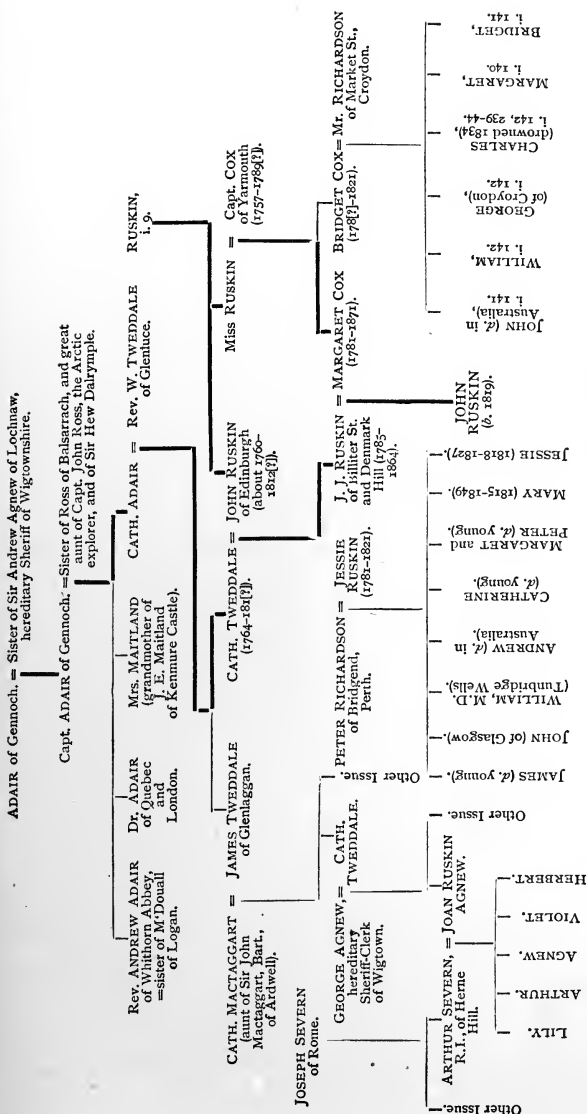 ADAIR of Gennoch. = Sister of Sir Andrew Agnew of Lochnaw,
hereditary Sheriff of Wigtownshire.
Capt. ADAIR of Gennoch. = Sister of Ross of Balsarrach, and great
aunt of Capt. John Ross, the Arctic
explorer, and of Sir Hew Dalrymple.
Rev. ANDREW ADAIR
of Whithorn Abbey,
=sister of M'Douall
of Logan.
Dr. ADAIR
of Quebec
and
London.
Mrs. MAITLAND
(grandmother of
J. E. Maitland
of Kenmure Castle).
CATH. ADAIR = Rev. W. TWEDDALE
of Glenluce.
RUSKIN,
i. 9.
CATH. MACTAGGART =
(aunt of Sir John
Mactaggart, Bart.,
of Ardwell).
JAMES TWEDDALE
of Glenlaggan.
CATH. TWEDDALE =
(1764-181[?]).
JOHN RUSKIN
of Edinburgh
(about 1760-
1812[?]).
Miss RUSKIN =
Capt. COX
of Yarmouth
(1757-1789[?]).
JOSEPH SEVERN
of Rome.
GEORGE AGNEW, =
hereditary
Sheriff-Clerk
of Wigtown.
CATH.
TWEDDALE.
Other Issue.
PETER RICHARDSON =
of Bridgend,
Perth.
JESSIE
RUSKIN
(1781-1821).
J. J. RUSKIN
of Billiter St.
and Denmark
Hill (1785-
1864).
= MARGARET COX
(1781-1871).
BRIDGET COX =
(178[?]-1821).
Mr. RICHARDSON
of Market St.,
Croydon.
Other Issue.
ARTHUR SEVERN, =
R.I., of Herne
Hill.
JOAN RUSKIN
AGNEW.
Other Issue.
JAMES (d. young).
JOHN (of Glasgow).
WILLIAM, M.D.
(Tunbridge Wells).
ANDREW (d. in
Australia).
CATHERINE
(d. young).
MARGARET and
PETER (d. young).
MARY (1815-1849).
JESSIE (1818-1827).
JOHN
RUSKIN
(b. 1819).
JOHN (d. in
Australia),
i. 141.
WILLIAM,
i. 142.
GEORGE
(of Croydon),
i. 142.
CHARLES
(drowned 1834),
i. 142, 239-44.
MARGARET,
i. 140.
BRIDGET,
i. 141.
LILY.
ARTHUR.
AGNEW.
VIOLET.
HERBERT.